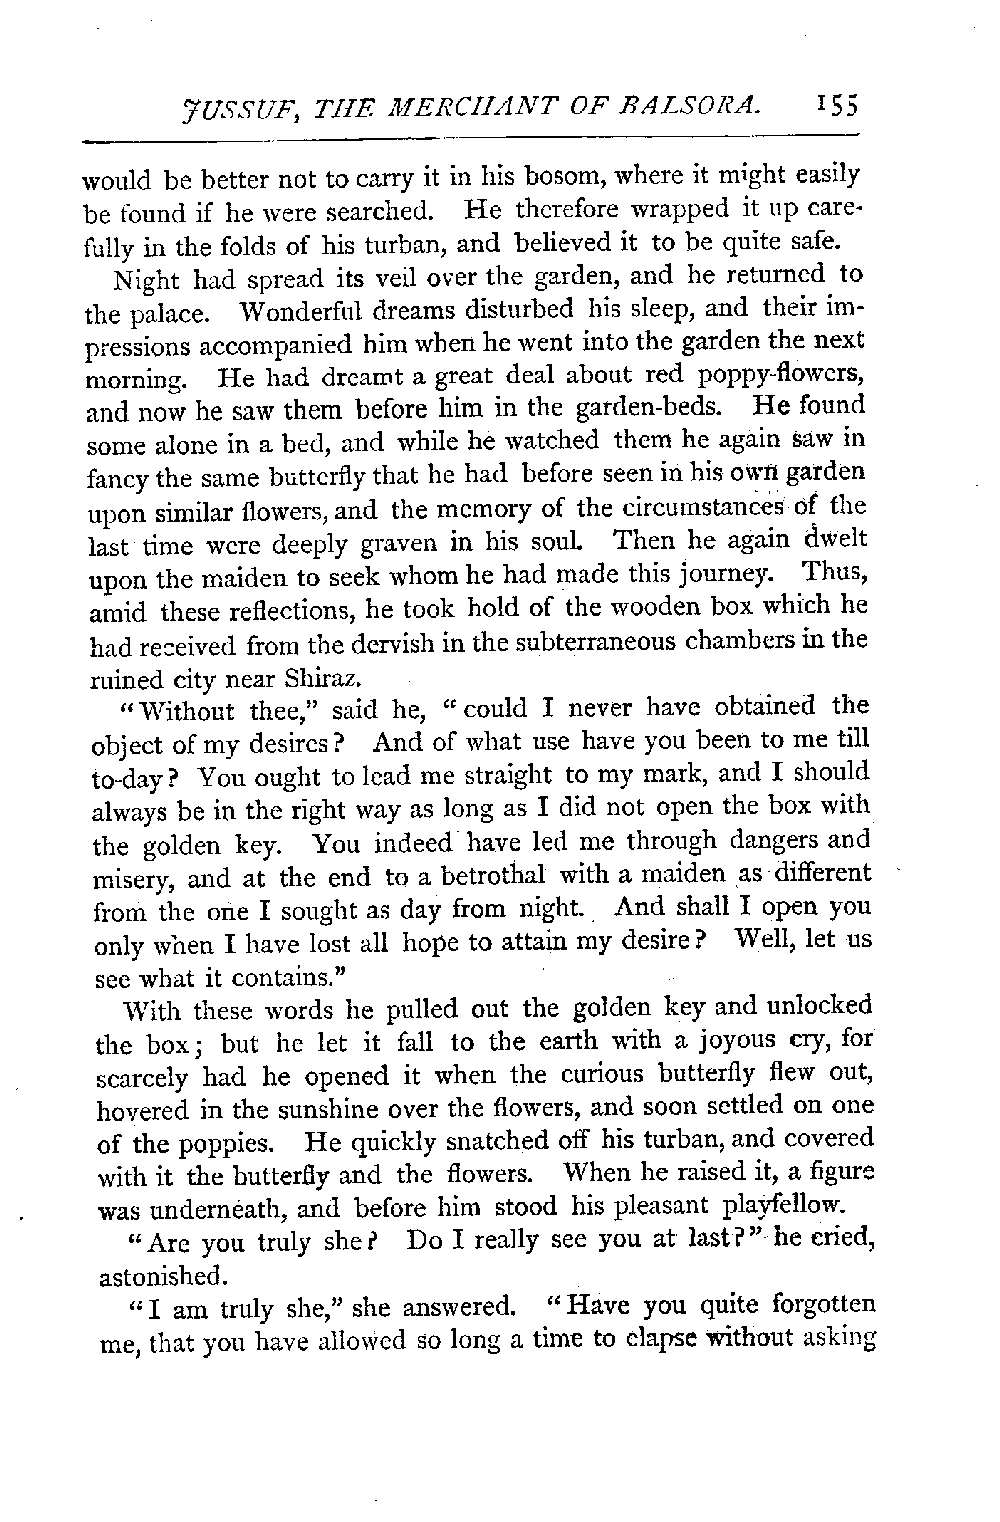 JUSSUF, THE MERCHANT OF BALSORA. 155
would be better not to carry it in his bosom, where it might easily
be found if he were searched. He therefore wrapped it up care-
fully in the folds of his turban, and believed it to be quite safe.
Night had spread its veil over the garden, and he returned to
the palace. Wonderful dreams disturbed his sleep, and their im-
pressions accompanied him when he went into the garden the next
morning. He had dreamt a great deal about red poppy-flowers,
and now he saw them before him in the garden-beds. He found
some alone in a bed, and while he watched them he again saw in
fancy the same butterfly that he had before seen in his own garden
upon similar flowers, and the memory of the circumstances of the
last time were deeply graven in his soul. Then he again dwelt
upon the maiden to seek whom he had made this journey. Thus,
amid these reflections, he took hold of the wooden box which he
had received from the dervish in the subterraneous chambers in the
ruined city near Shiraz.
"Without thee," said he, "could I never have obtained the
object of my desires? And of what use have you been to me till
to-day? You ought to lead me straight to my mark, and I should
always be in the right way as long as I did not open the box with
the golden key. You indeed have led me through dangers and
misery, and at the end to a betrothal with a maiden as different
from the one I sought as day from night. And shall I open you
only when I have lost all hope to attain my desire? Well, let us
see what it contains."
With these words he pulled out the golden key and unlocked
the box; but he let it fall to the earth with a joyous cry, for
scarcely had he opened it when the curious butterfly flew out,
hovered in the sunshine over the flowers, and soon settled on one
of the poppies. He quickly snatched off his turban, and covered
with it the butterfly and the flowers. When he raised it, a figure
was underneath, and before him stood his pleasant playfellow.
"Are you truly she? Do I really see you at last?" he cried,
astonished.
"I am truly she," she answered. "Have you quite forgotten
me, that you have allowed so long a time to elapse without asking